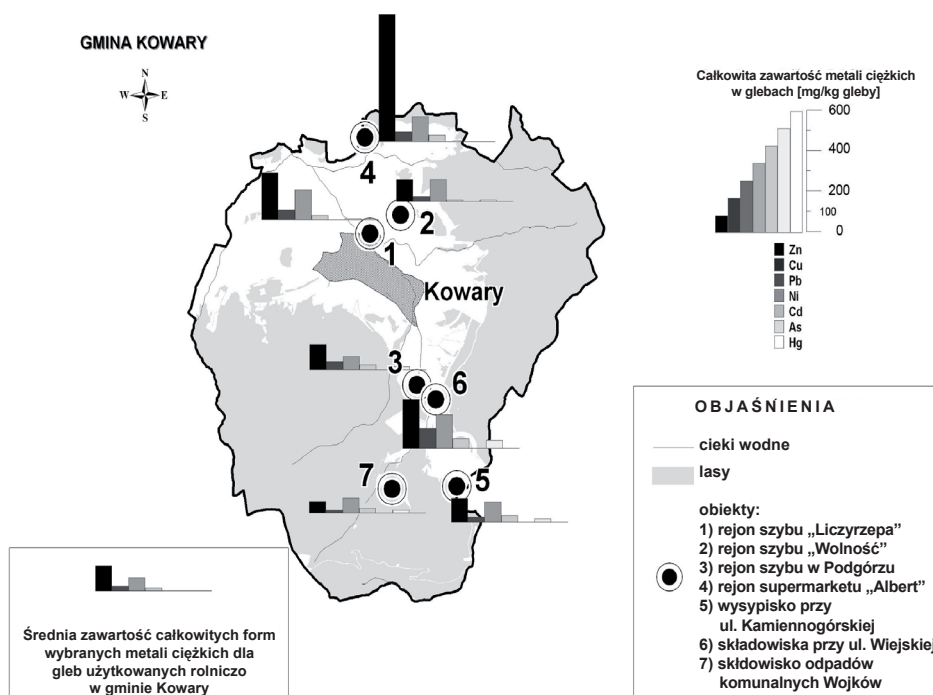 GMINA KOWARY
N
W E
S
Całkowita zawartość metali ciężkich
w glebach [mg/kg gleby]
600
400
200
100
0
Zn
Cu
Pb
Ni
Cd
As
Hg
4
2
1
Kowary
3
6
7
5
OBJAŚNIENIA
cieki wodne
lasy
obiekty:
1) rejon szybu „Liczyrzepa”
2) rejon szybu „Wolność”
3) rejon szybu w Podgórzu
4) rejon supermarketu „Albert”
5) wysypisko przy
ul. Kamiennogórskiej
6) składowiska przy ul. Wiejskiej
7) skłdowisko odpadów
komunalnych Wojków
Średnia zawartość całkowitych form
wybranych metali ciężkich dla
gleb użytkowanych rolniczo
w gminie Kowary